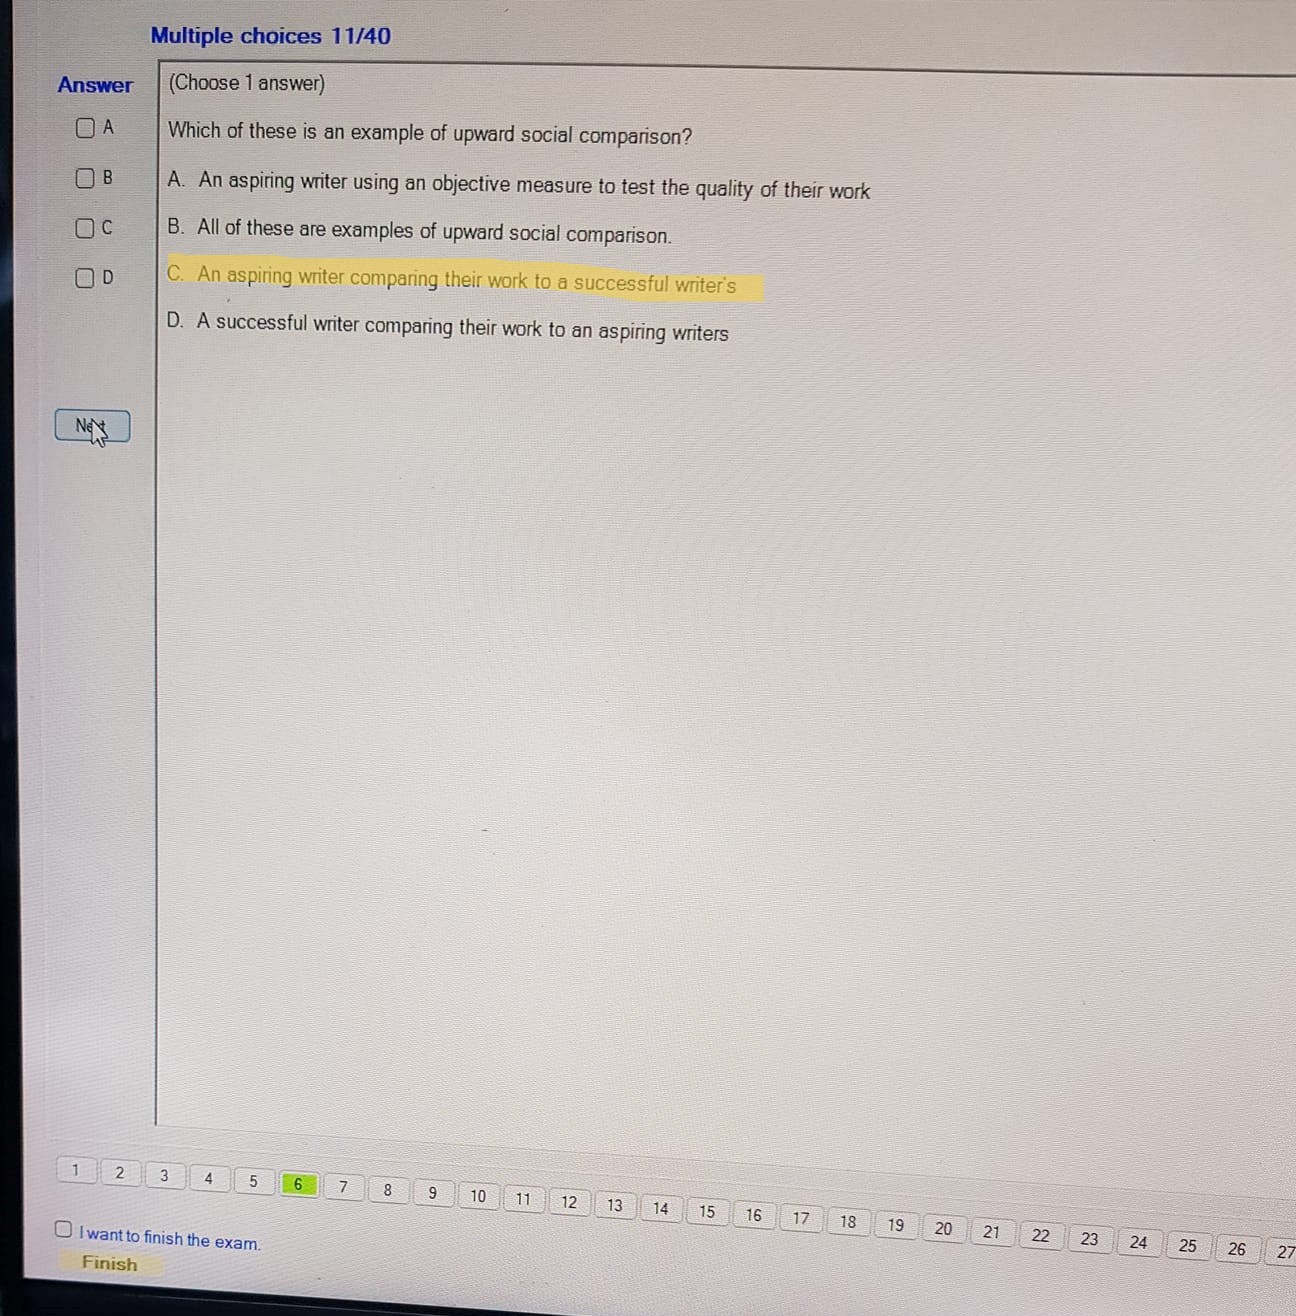 Multiple choices 11/40
Answer
(Choose 1 answer)
A
Which of these is an example of upward social comparison?
B
A. An aspiring writer using an objective measure to test the quality of their work
C
B. All of these are examples of upward social comparison.
D
C. An aspiring writer comparing their work to a successful writer's
D. A successful writer comparing their work to an aspiring writers
Next
1 2 3 4 5 6 7 8 9 10 11 12 13 14 15 16 17 18 19 20 21 22 23 24 25 26 27
I want to finish the exam.
Finish